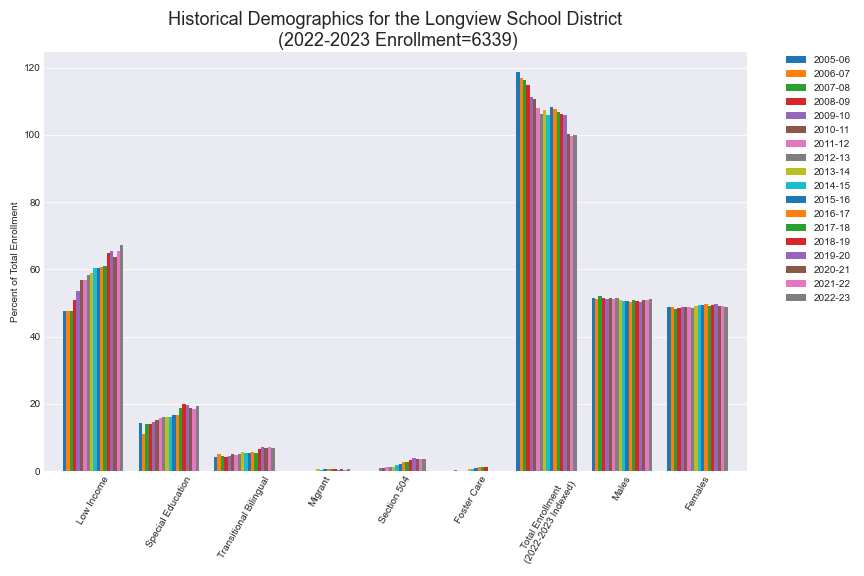 Historical Demographics for the Longview School District
(2022-2023 Enrollment=6339)
Percent of Total Enrollment
120
100
80
60
40
20
0
Low Income
Special Education
Transitional Bilingual
Migrant
Section 504
Foster Care
Total Enrollment
(2022-2023 Indexed)
Males
Females
2005-06
2006-07
2007-08
2008-09
2009-10
2010-11
2011-12
2012-13
2013-14
2014-15
2015-16
2016-17
2017-18
2018-19
2019-20
2020-21
2021-22
2022-23